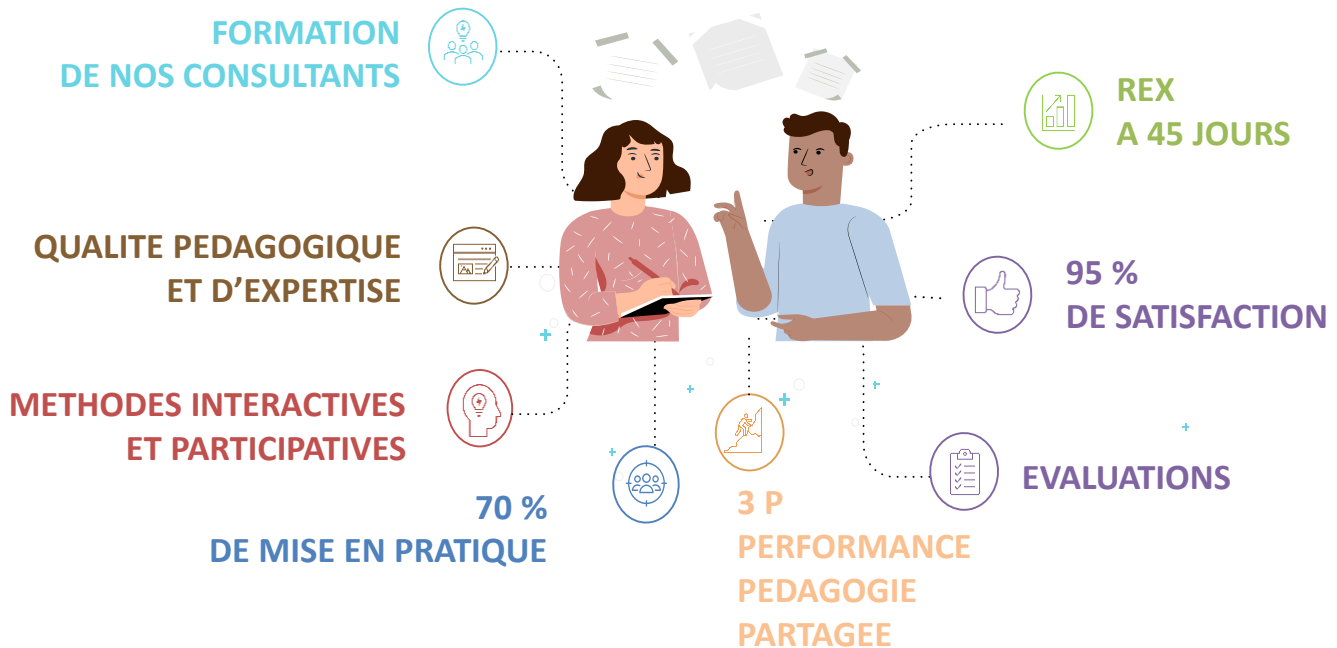 FORMATION
DE NOS CONSULTANTS
QUALITE PEDAGOGIQUE
ET D’EXPERTISE
METHODES INTERACTIVES
ET PARTICIPATIVES
70 %
DE MISE EN PRATIQUE
3 P
PERFORMANCE
PEDAGOGIE
PARTAGEE
REX
A 45 JOURS
95 %
DE SATISFACTION
EVALUATIONS